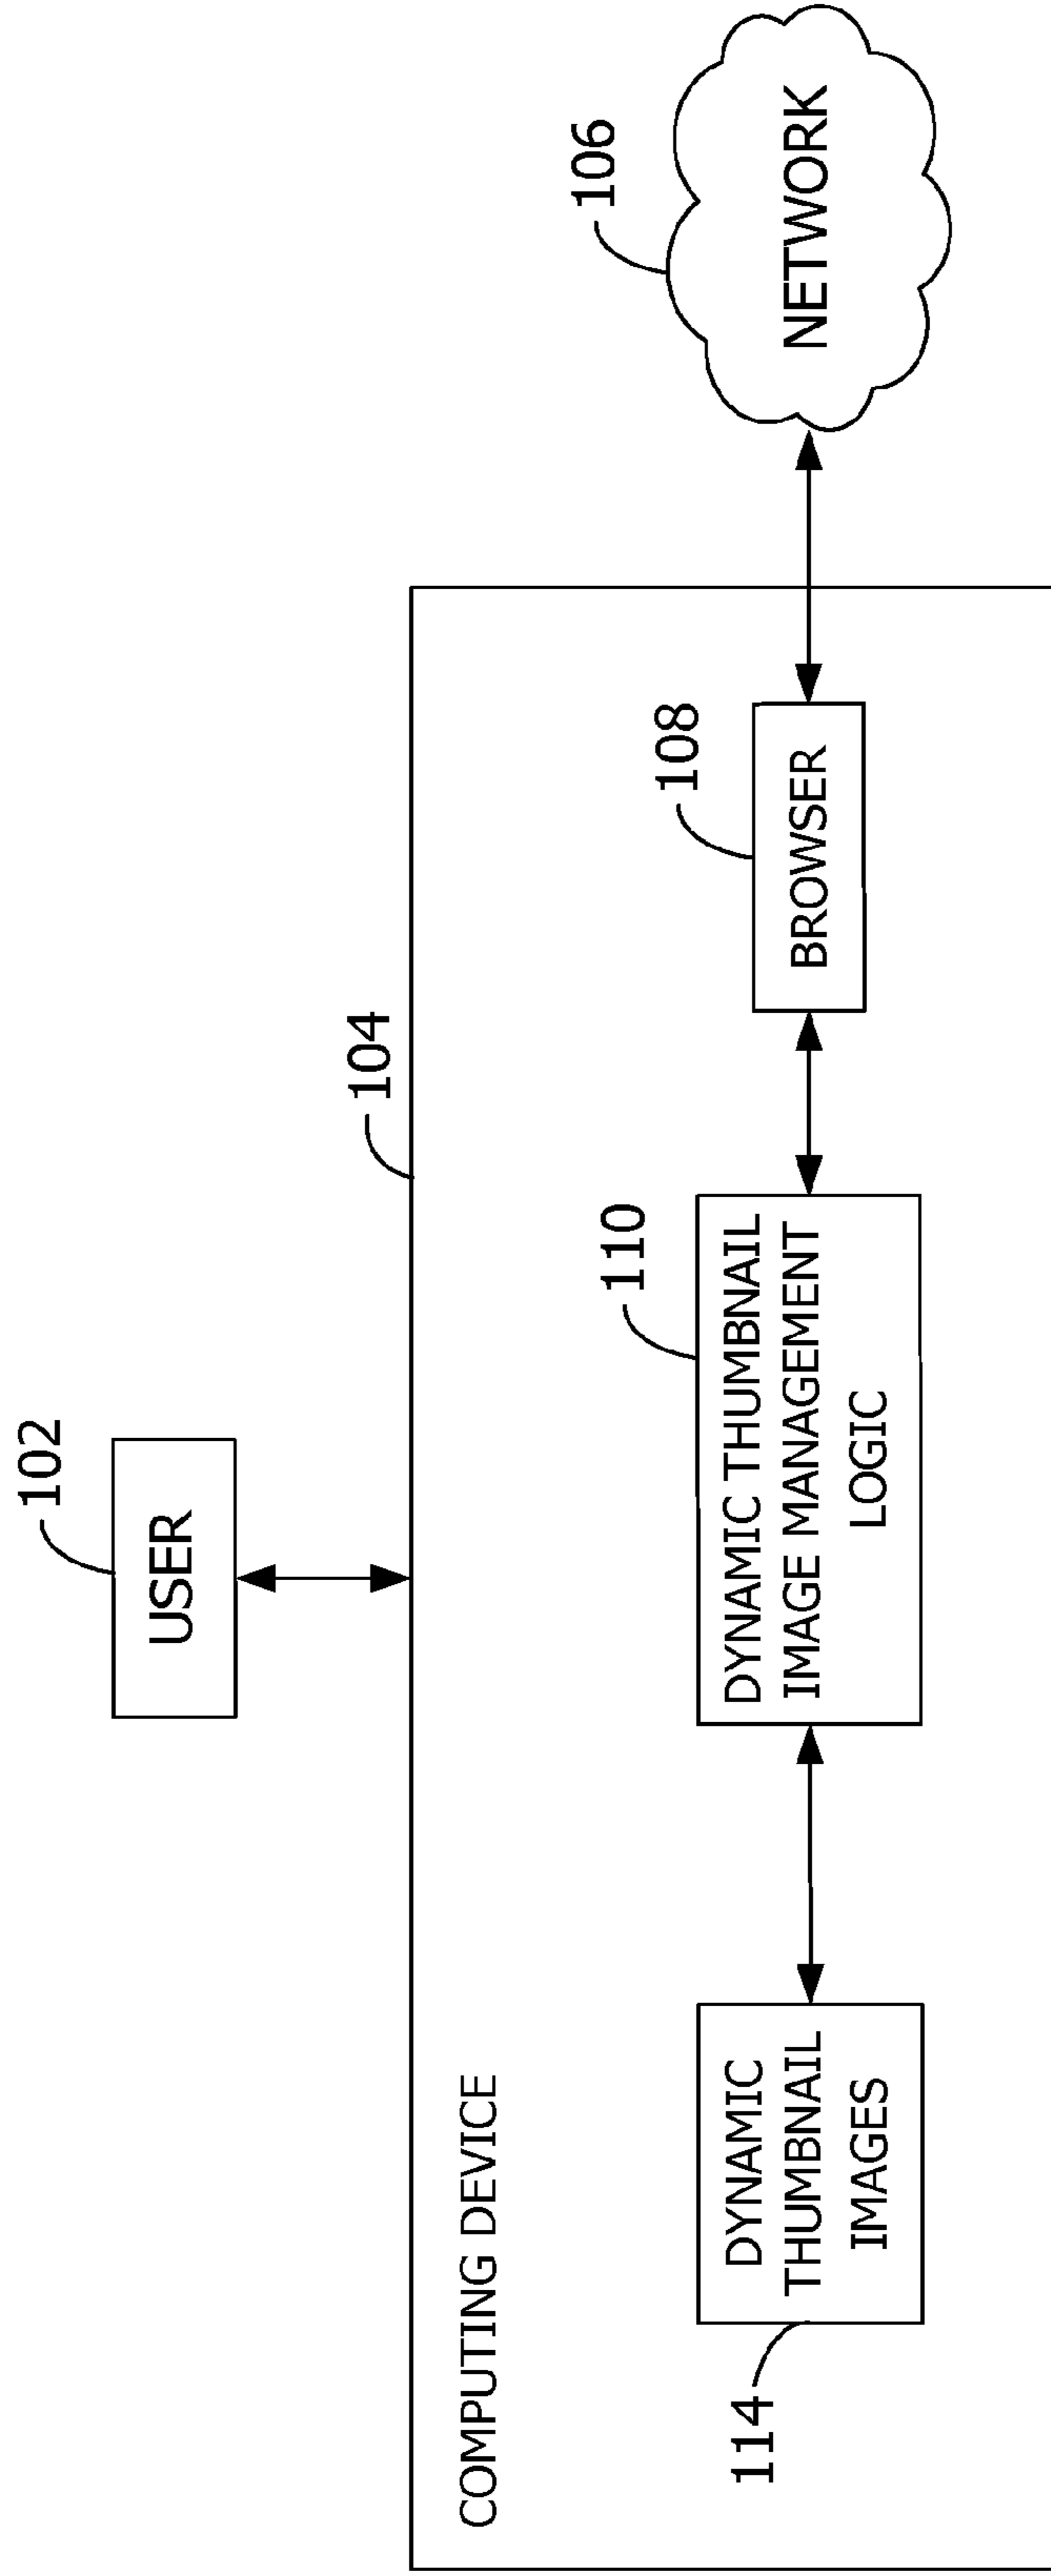 102
USER
104
COMPUTING DEVICE
114
DYNAMIC
THUMBNAIL
IMAGES
110
DYNAMIC THUMBNAIL
IMAGE MANAGEMENT
LOGIC
108
BROWSER
106
NETWORK